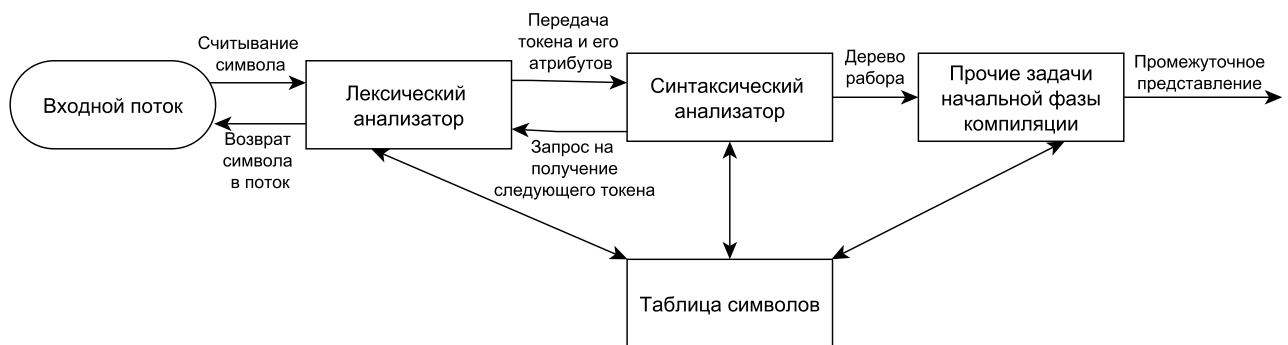 Входной поток
Считывание
символа
Возврат
символа
в поток
Лексический
анализатор
Передача
токена и его
атрибутов
Запрос на
получение
следующего токена
Синтаксический
анализатор
Дерево
рабора
Прочие задачи
начальной фазы
компиляции
Промежуточное
представление
Таблица символов